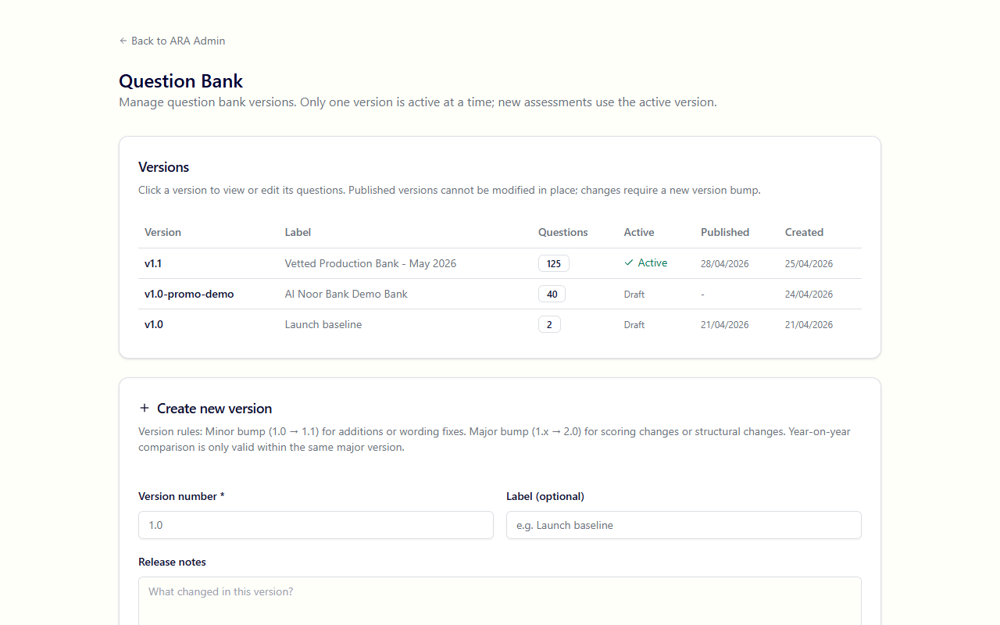 ← Back to ARA Admin
Question Bank
Manage question bank versions. Only one version is active at a time; new assessments use the active version.
Versions
Click a version to view or edit its questions. Published versions cannot be modified in place; changes require a new version bump.
Version Label Questions Active Published Created
v1.1 Vetted Production Bank - May 2026 125 ✓ Active 28/04/2026 25/04/2026
v1.0-promo-demo Al Noor Bank Demo Bank 40 Draft - 24/04/2026
v1.0 Launch baseline 2 Draft 21/04/2026 21/04/2026
+ Create new version
Version rules: Minor bump (1.0 → 1.1) for additions or wording fixes. Major bump (1.x → 2.0) for scoring changes or structural changes. Year-on-year
comparison is only valid within the same major version.
Version number * Label (optional)
1.0 e.g. Launch baseline
Release notes
What changed in this version?